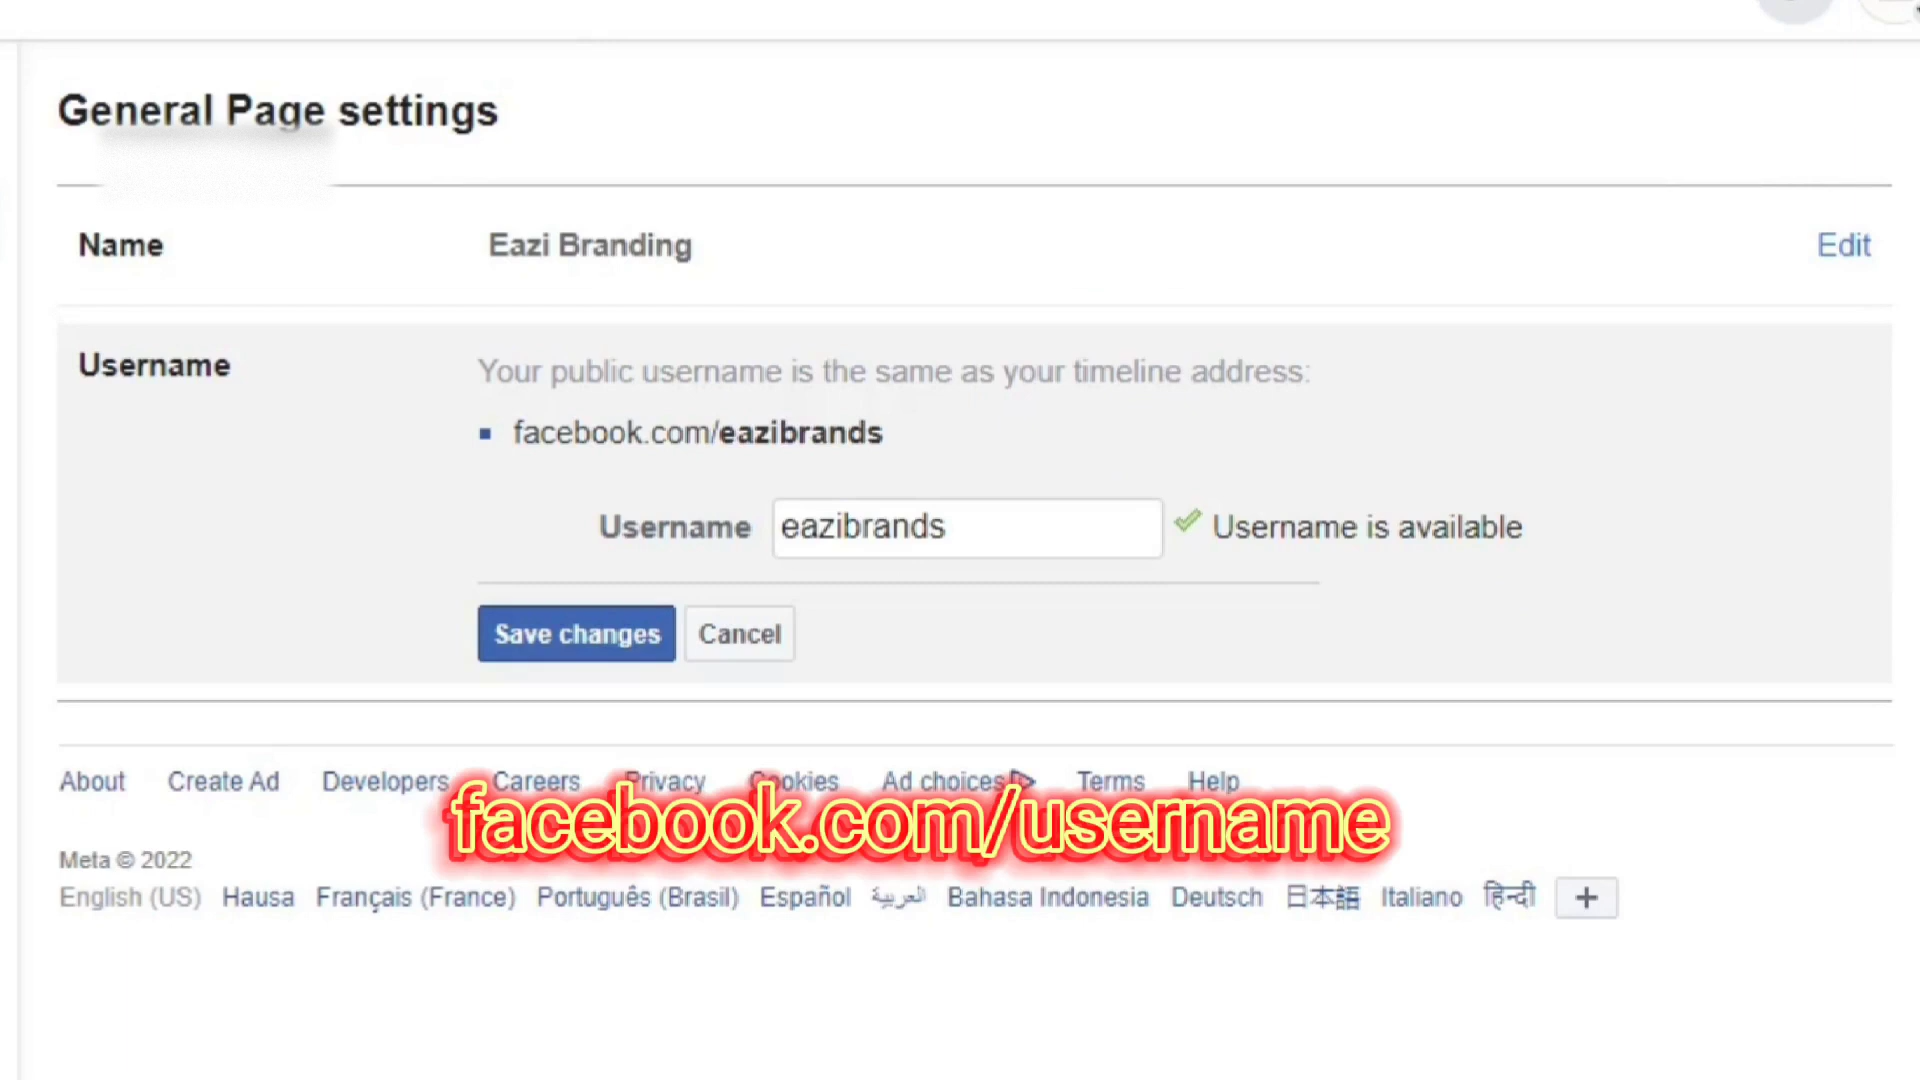 General Page settings
Name Eazi Branding Edit
Username Your public username is the same as your timeline address:
facebook.com/eazibrands
Username eazibrands Username is available
Save changes Cancel
About Create Ad Developers Careers Privacy Cookies Ad choices Terms Help
facebook.com/username
Meta © 2022
English (US) Hausa Français (France) Português (Brasil) Español العربية Bahasa Indonesia Deutsch 日本語 Italiano हिन्दी +